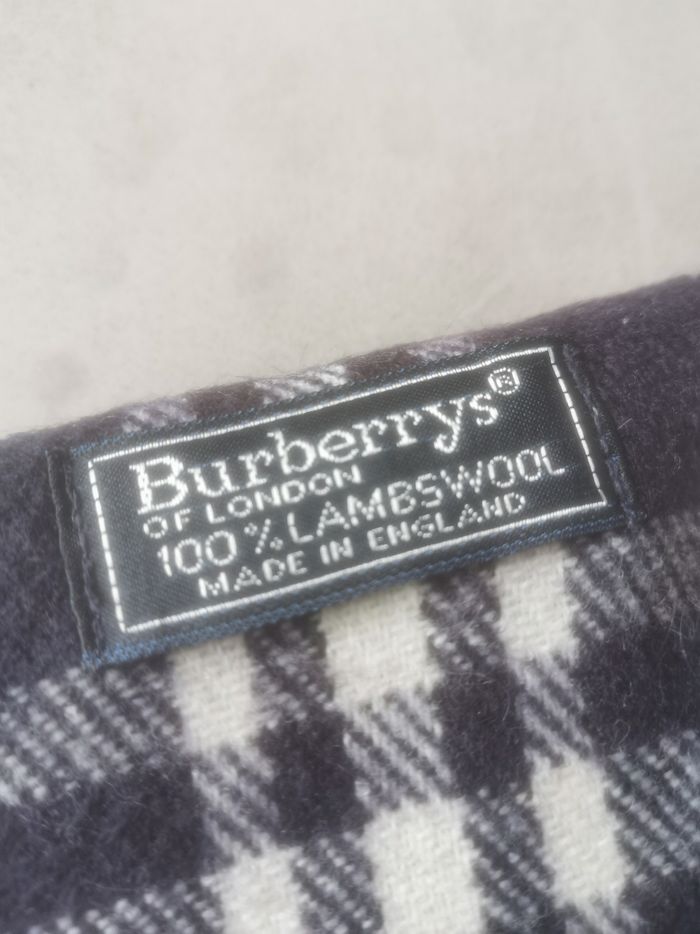 Burberrys®
OF LONDON
100% LAMBSWOOL
MADE IN ENGLAND